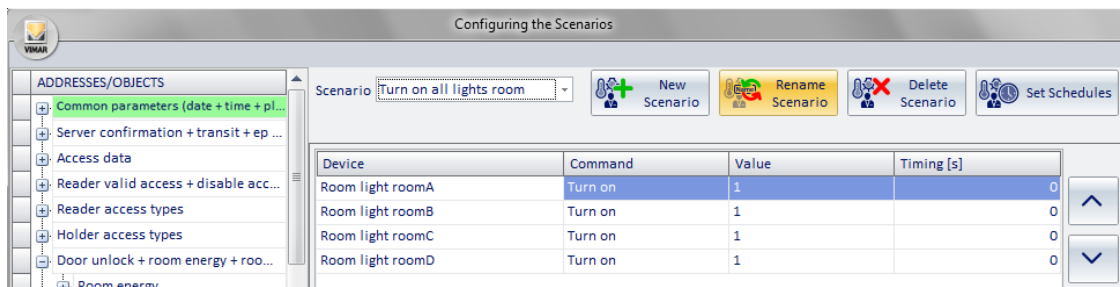 Configuring the Scenarios
VIMAR
ADDRESSES/OBJECTS
Common parameters (date + time + pl...
Server confirmation + transit + ep ...
Access data
Reader valid access + disable acc...
Reader access types
Holder access types
Door unlock + room energy + roo...
Room energy
Scenario Turn on all lights room
New Scenario
Rename Scenario
Delete Scenario
Set Schedules
Device Command Value Timing [s]
Room light roomA Turn on 1 0
Room light roomB Turn on 1 0
Room light roomC Turn on 1 0
Room light roomD Turn on 1 0